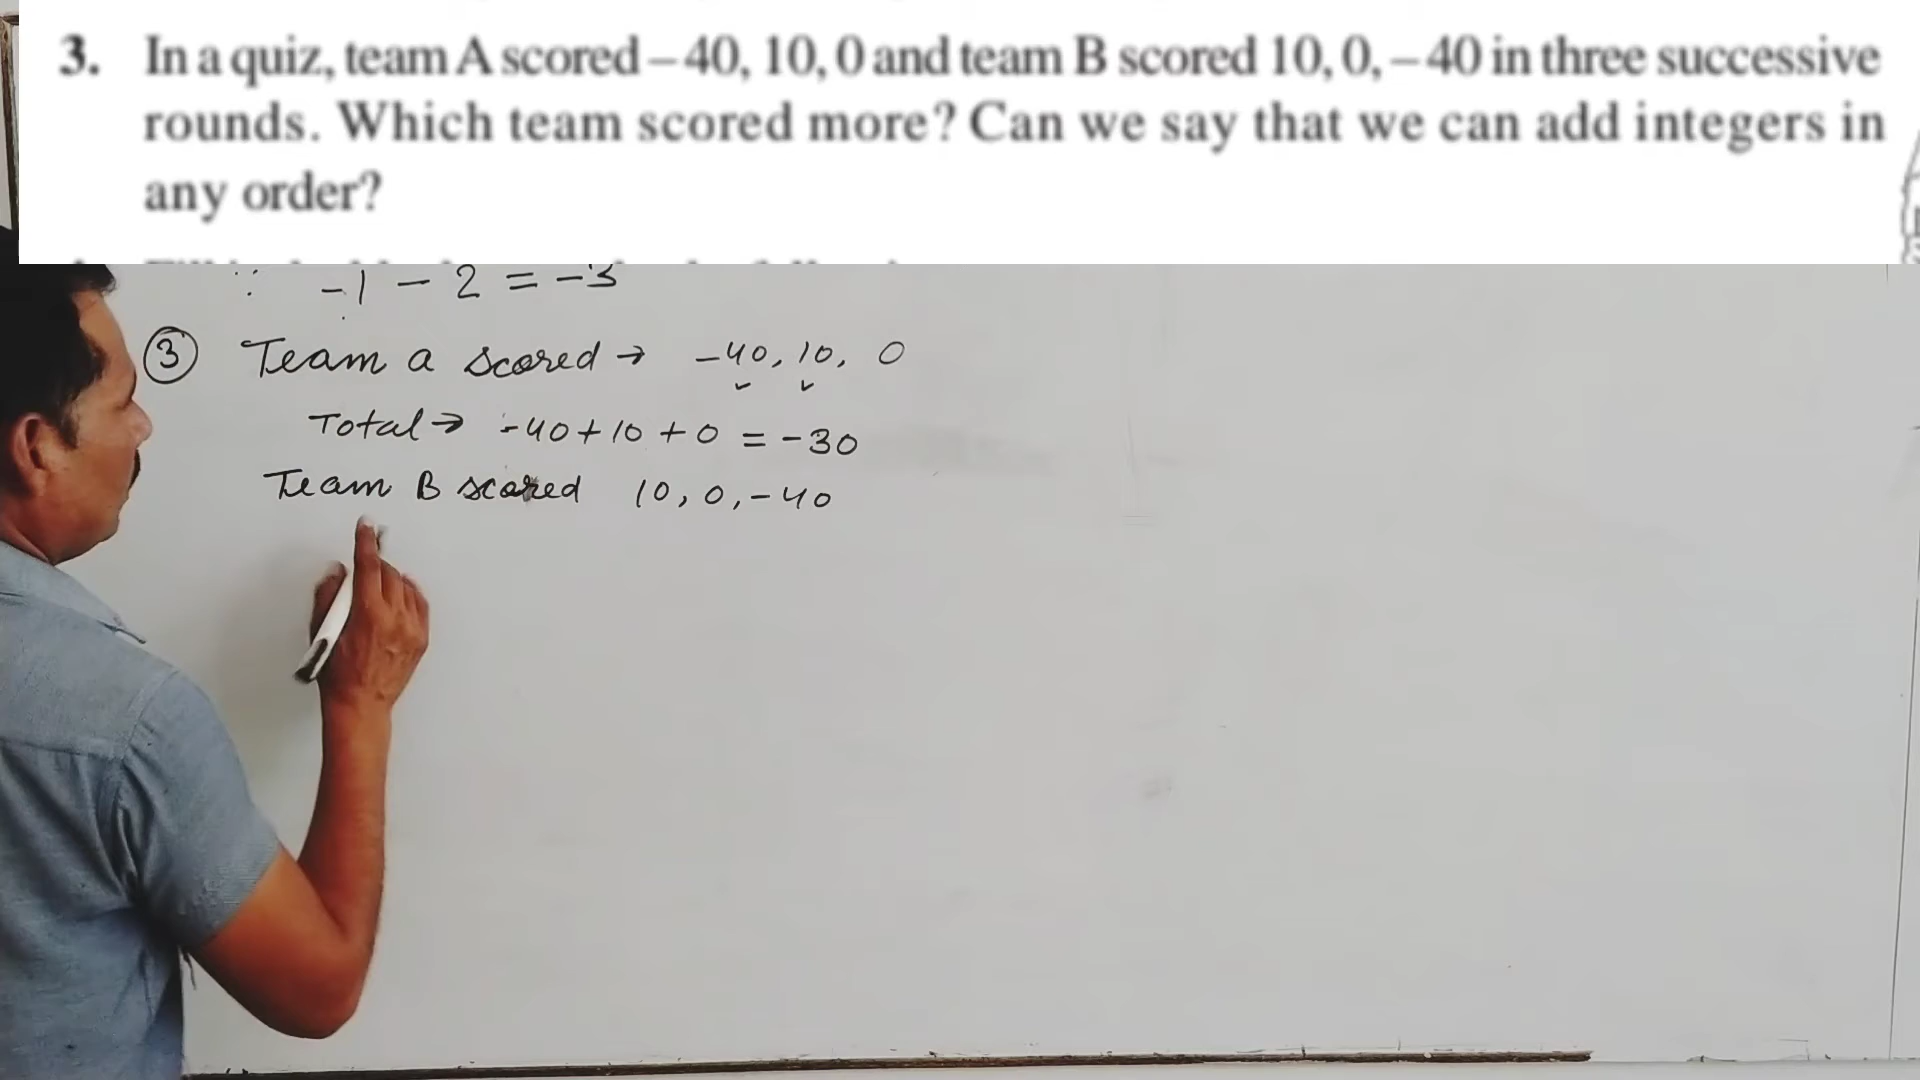 3. In a quiz, team A scored – 40, 10, 0 and team B scored 10, 0, – 40 in three successive
rounds. Which team scored more? Can we say that we can add integers in
any order?
∵ -1 - 2 = -3
③ Team a scored → -40, 10, 0
Total → -40 + 10 + 0 = -30
Team B scored 10, 0, -40